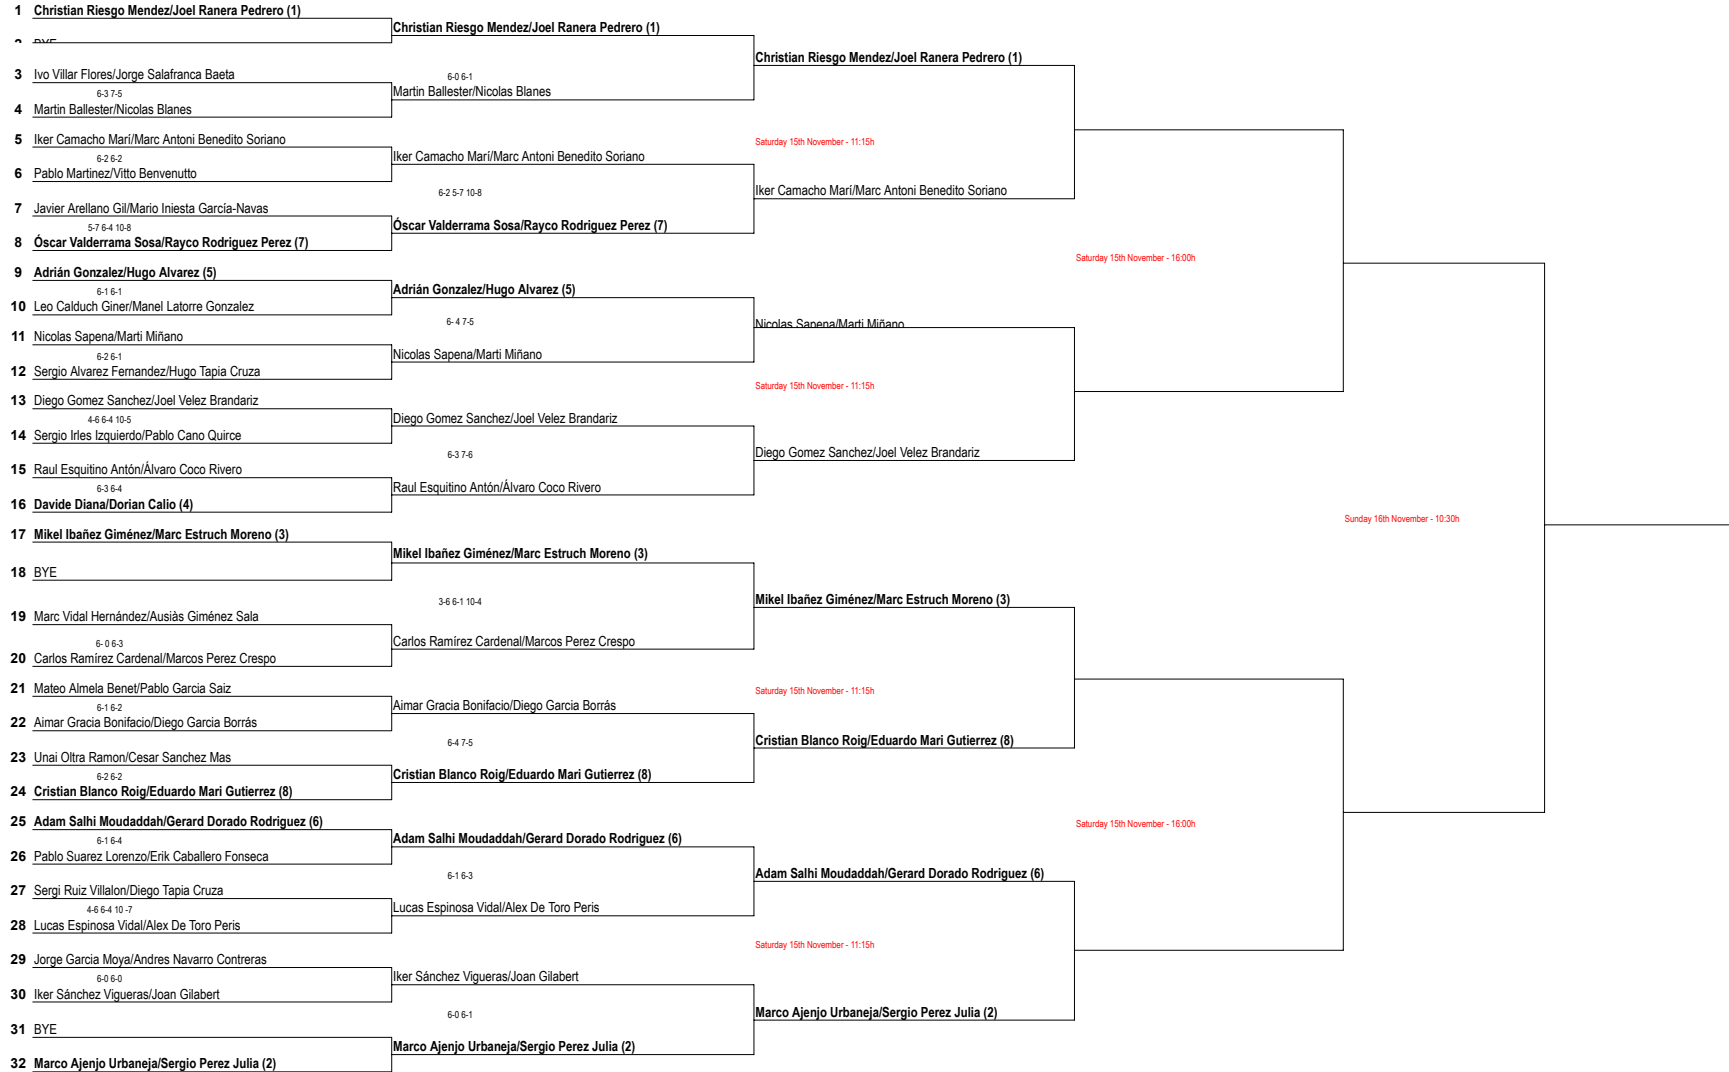 1 Christian Riesgo Mendez/Joel Ranera Pedrero (1)
Christian Riesgo Mendez/Joel Ranera Pedrero (1)
2 BYE
Christian Riesgo Mendez/Joel Ranera Pedrero (1)
3 Ivo Villar Flores/Jorge Salafranca Baeta
6-0 6-1
6-3 7-5
Martin Ballester/Nicolas Blanes
4 Martin Ballester/Nicolas Blanes
5 Iker Camacho Marí/Marc Antoni Benedito Soriano
Saturday 15th November - 11:15h
6-2 6-2
Iker Camacho Marí/Marc Antoni Benedito Soriano
6 Pablo Martinez/Vitto Benvenutto
6-2 5-7 10-8
Iker Camacho Marí/Marc Antoni Benedito Soriano
7 Javier Arellano Gil/Mario Iniesta García-Navas
5-7 6-4 10-8
Óscar Valderrama Sosa/Rayco Rodriguez Perez (7)
8 Óscar Valderrama Sosa/Rayco Rodriguez Perez (7)
Saturday 15th November - 16:00h
9 Adrián Gonzalez/Hugo Alvarez (5)
6-1 6-1
Adrián Gonzalez/Hugo Alvarez (5)
10 Leo Calduch Giner/Manel Latorre Gonzalez
6- 4 7-5
Nicolas Sapena/Marti Miñano
11 Nicolas Sapena/Marti Miñano
6-2 6-1
Nicolas Sapena/Marti Miñano
12 Sergio Alvarez Fernandez/Hugo Tapia Cruza
Saturday 15th November - 11:15h
13 Diego Gomez Sanchez/Joel Velez Brandariz
4-6 6-4 10-5
Diego Gomez Sanchez/Joel Velez Brandariz
14 Sergio Irles Izquierdo/Pablo Cano Quirce
6-3 7-6
Diego Gomez Sanchez/Joel Velez Brandariz
15 Raul Esquitino Antón/Álvaro Coco Rivero
6-3 6-4
Raul Esquitino Antón/Álvaro Coco Rivero
16 Davide Diana/Dorian Calio (4)
Sunday 16th November - 10:30h
17 Mikel Ibañez Giménez/Marc Estruch Moreno (3)
Mikel Ibañez Giménez/Marc Estruch Moreno (3)
18 BYE
3-6 6-1 10-4
Mikel Ibañez Giménez/Marc Estruch Moreno (3)
19 Marc Vidal Hernández/Ausiàs Giménez Sala
6- 0 6-3
Carlos Ramírez Cardenal/Marcos Perez Crespo
20 Carlos Ramírez Cardenal/Marcos Perez Crespo
21 Mateo Almela Benet/Pablo Garcia Saiz
Saturday 15th November - 11:15h
6-1 6-2
Aimar Gracia Bonifacio/Diego Garcia Borrás
22 Aimar Gracia Bonifacio/Diego Garcia Borrás
6-4 7-5
Cristian Blanco Roig/Eduardo Mari Gutierrez (8)
23 Unai Oltra Ramon/Cesar Sanchez Mas
6-2 6-2
Cristian Blanco Roig/Eduardo Mari Gutierrez (8)
24 Cristian Blanco Roig/Eduardo Mari Gutierrez (8)
25 Adam Salhi Moudaddah/Gerard Dorado Rodriguez (6)
Saturday 15th November - 16:00h
6-1 6-4
Adam Salhi Moudaddah/Gerard Dorado Rodriguez (6)
26 Pablo Suarez Lorenzo/Erik Caballero Fonseca
6-1 6-3
Adam Salhi Moudaddah/Gerard Dorado Rodriguez (6)
27 Sergi Ruiz Villalon/Diego Tapia Cruza
4-6 6-4 10 -7
Lucas Espinosa Vidal/Alex De Toro Peris
28 Lucas Espinosa Vidal/Alex De Toro Peris
Saturday 15th November - 11:15h
29 Jorge Garcia Moya/Andres Navarro Contreras
6-0 6-0
Iker Sánchez Vigueras/Joan Gilabert
30 Iker Sánchez Vigueras/Joan Gilabert
6-0 6-1
Marco Ajenjo Urbaneja/Sergio Perez Julia (2)
31 BYE
Marco Ajenjo Urbaneja/Sergio Perez Julia (2)
32 Marco Ajenjo Urbaneja/Sergio Perez Julia (2)